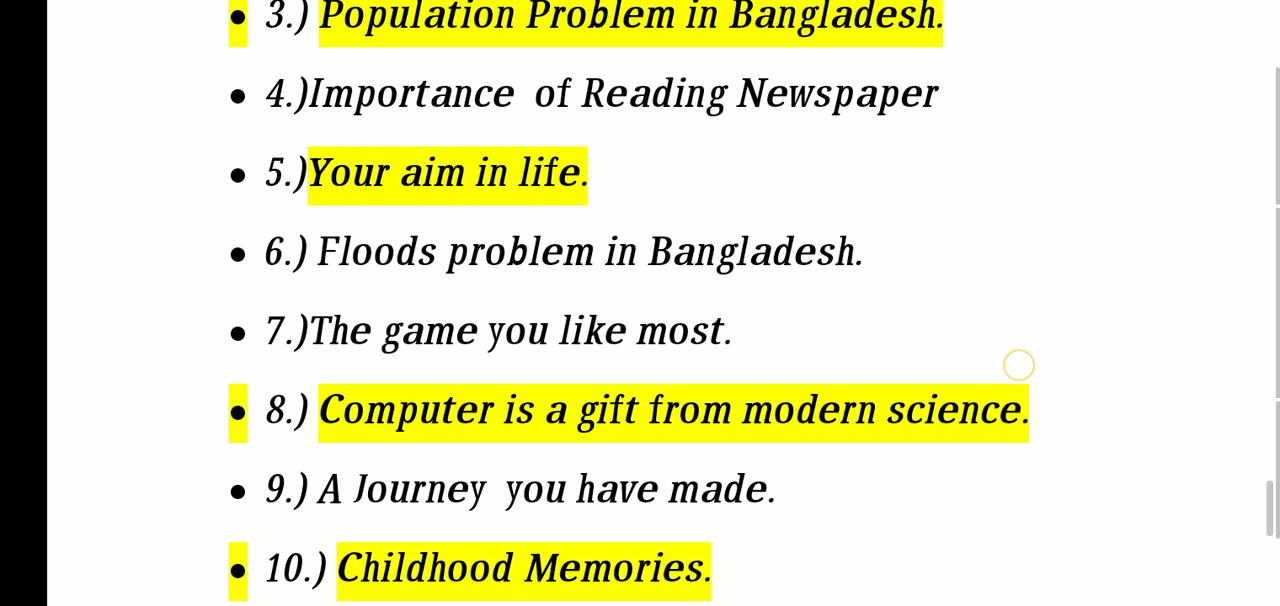 • 3.) Population Problem in Bangladesh.
• 4.)Importance of Reading Newspaper
• 5.)Your aim in life.
• 6.) Floods problem in Bangladesh.
• 7.)The game you like most.
• 8.) Computer is a gift from modern science.
• 9.) A Journey you have made.
• 10.) Childhood Memories.